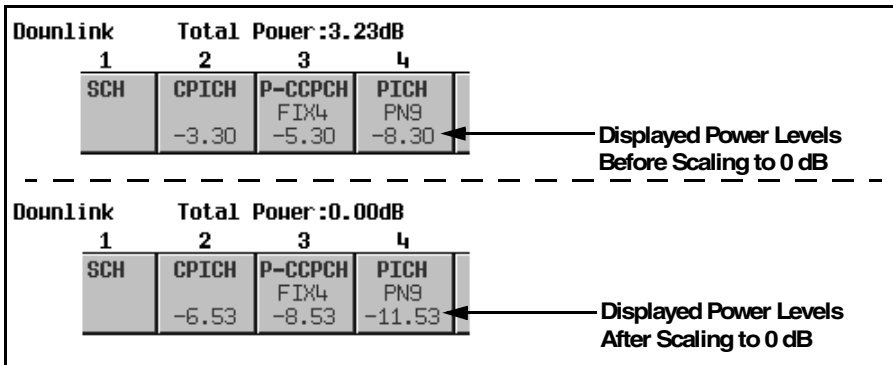 Downlink Total Power:3.23dB
1 2 3 4
SCH CPICH P-CCPCH PICH
FIX4 PN9
-3.30 -5.30 -8.30
Displayed Power Levels
Before Scaling to 0 dB
Downlink Total Power:0.00dB
1 2 3 4
SCH CPICH P-CCPCH PICH
FIX4 PN9
-6.53 -8.53 -11.53
Displayed Power Levels
After Scaling to 0 dB